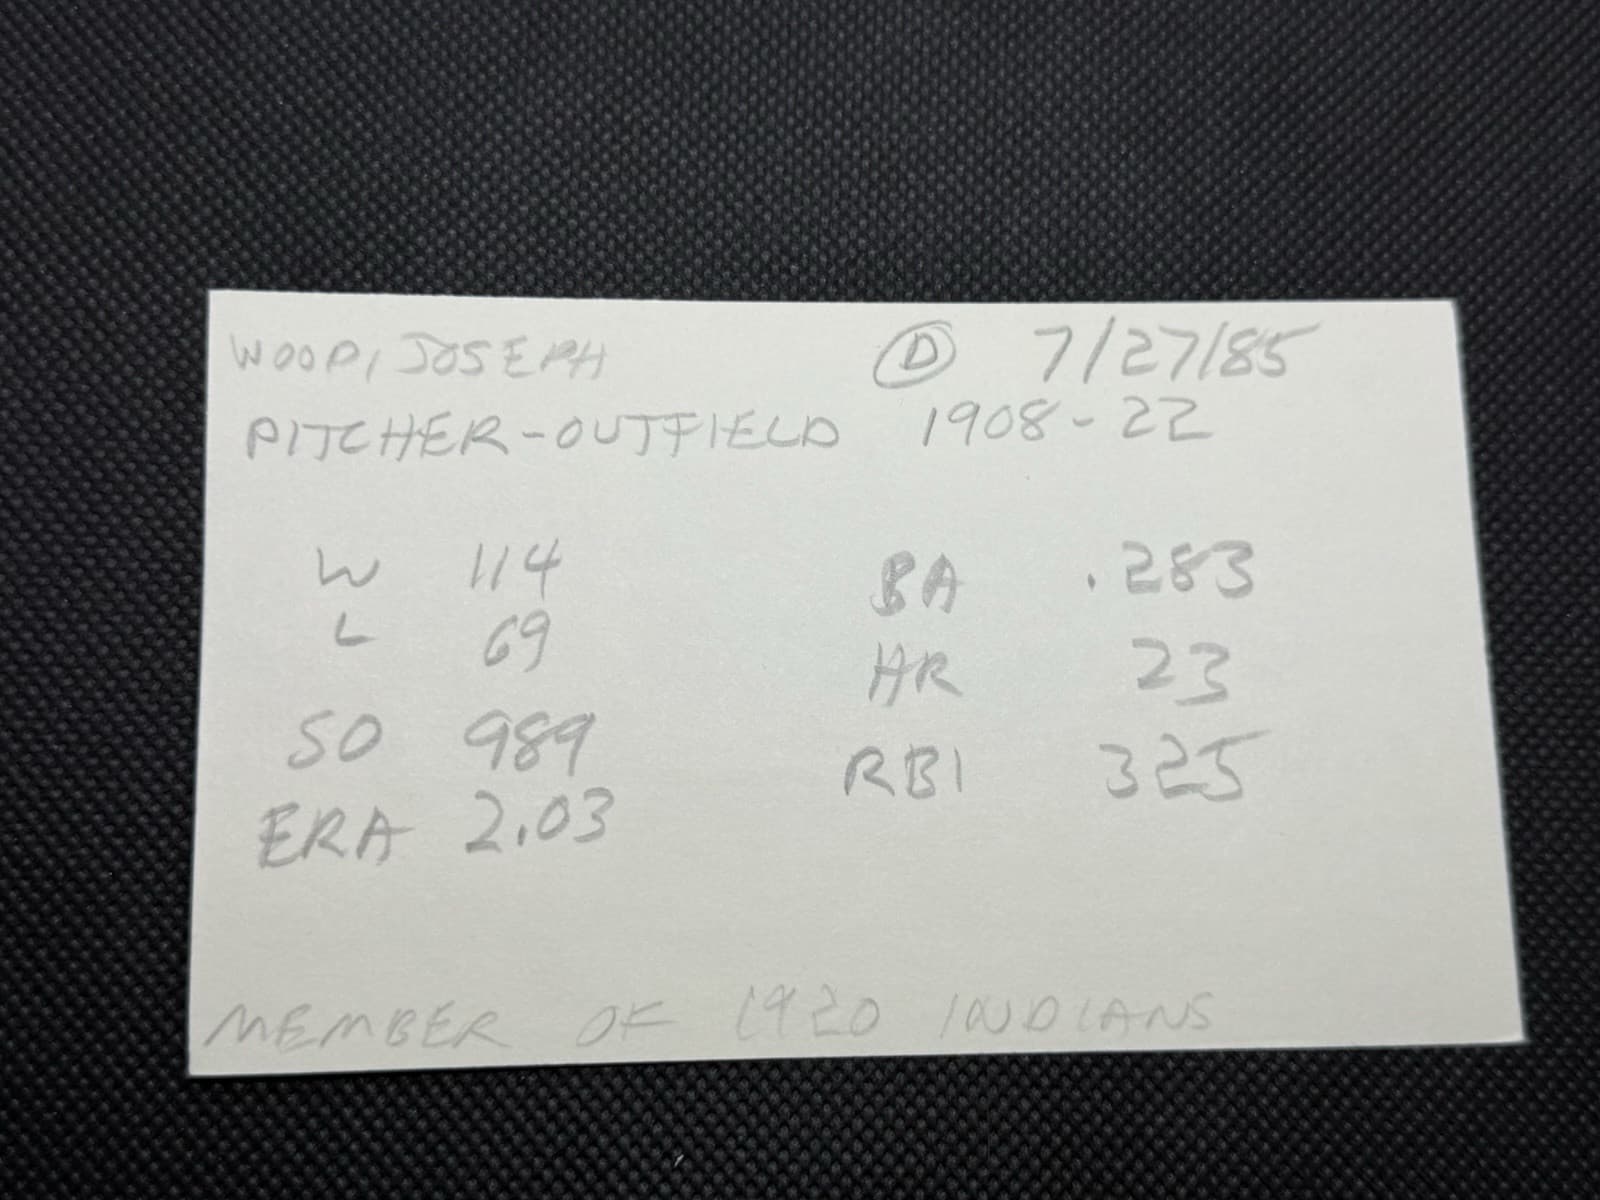 WOOD, JOSEPH Ⓓ 7/27/85
PITCHER-OUTFIELD 1908-22
W 114 BA .283
L 69 HR 23
SO 989 RBI 325
ERA 2.03
MEMBER OF 1920 INDIANS